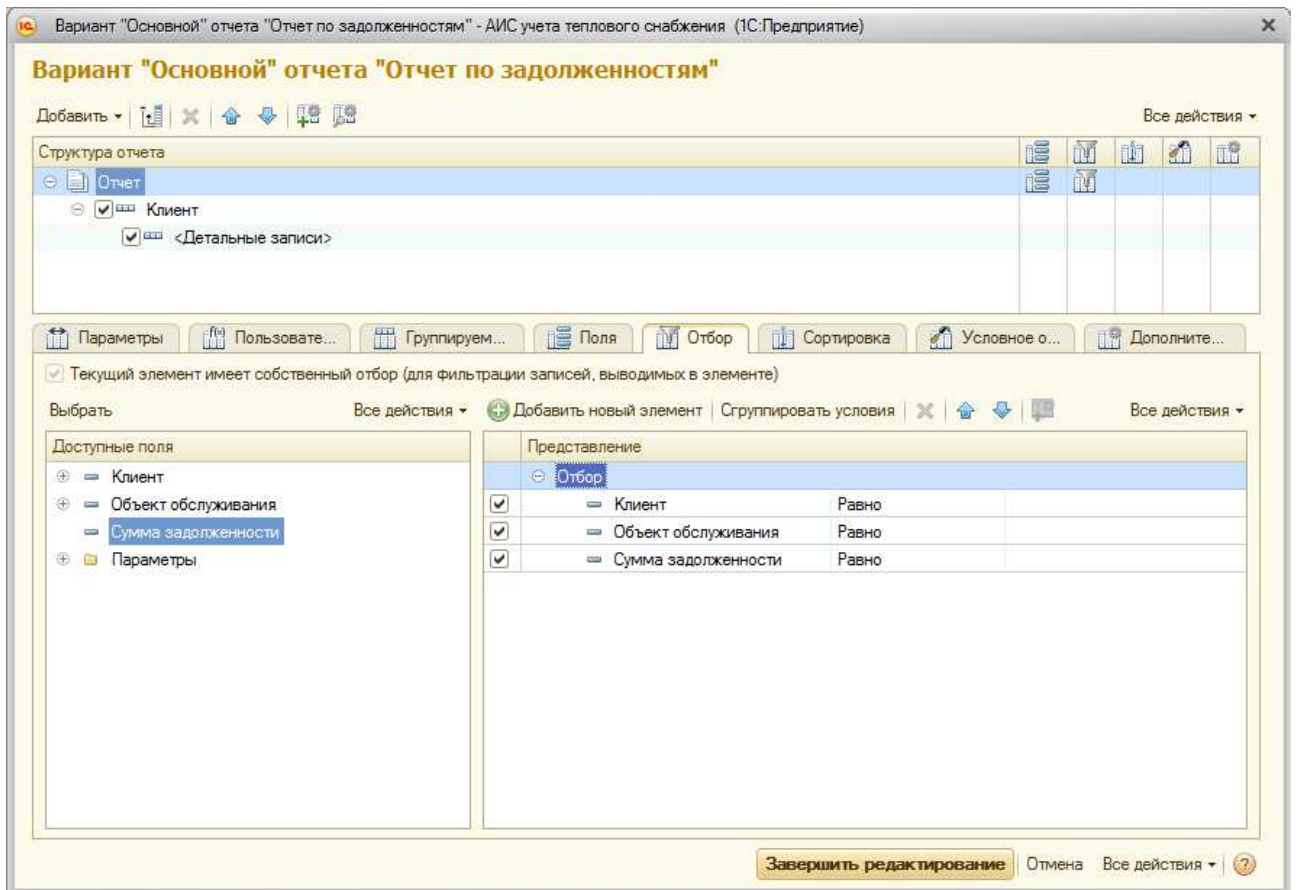 Вариант "Основной" отчета "Отчет по задолженностям" - АИС учета теплового снабжения (1С:Предприятие)
Вариант "Основной" отчета "Отчет по задолженностям"
Добавить Все действия
Структура отчета
Отчет
Клиент
<Детальные записи>
Параметры Пользовате... Группируем... Поля Отбор Сортировка Условное о... Дополните...
Текущий элемент имеет собственный отбор (для фильтрации записей, выводимых в элементе)
Выбрать Все действия Добавить новый элемент Сгруппировать условия Все действия
Доступные поля Представление
Клиент Отбор
Объект обслуживания Клиент Равно
Сумма задолженности Объект обслуживания Равно
Параметры Сумма задолженности Равно
Завершить редактирование Отмена Все действия ?